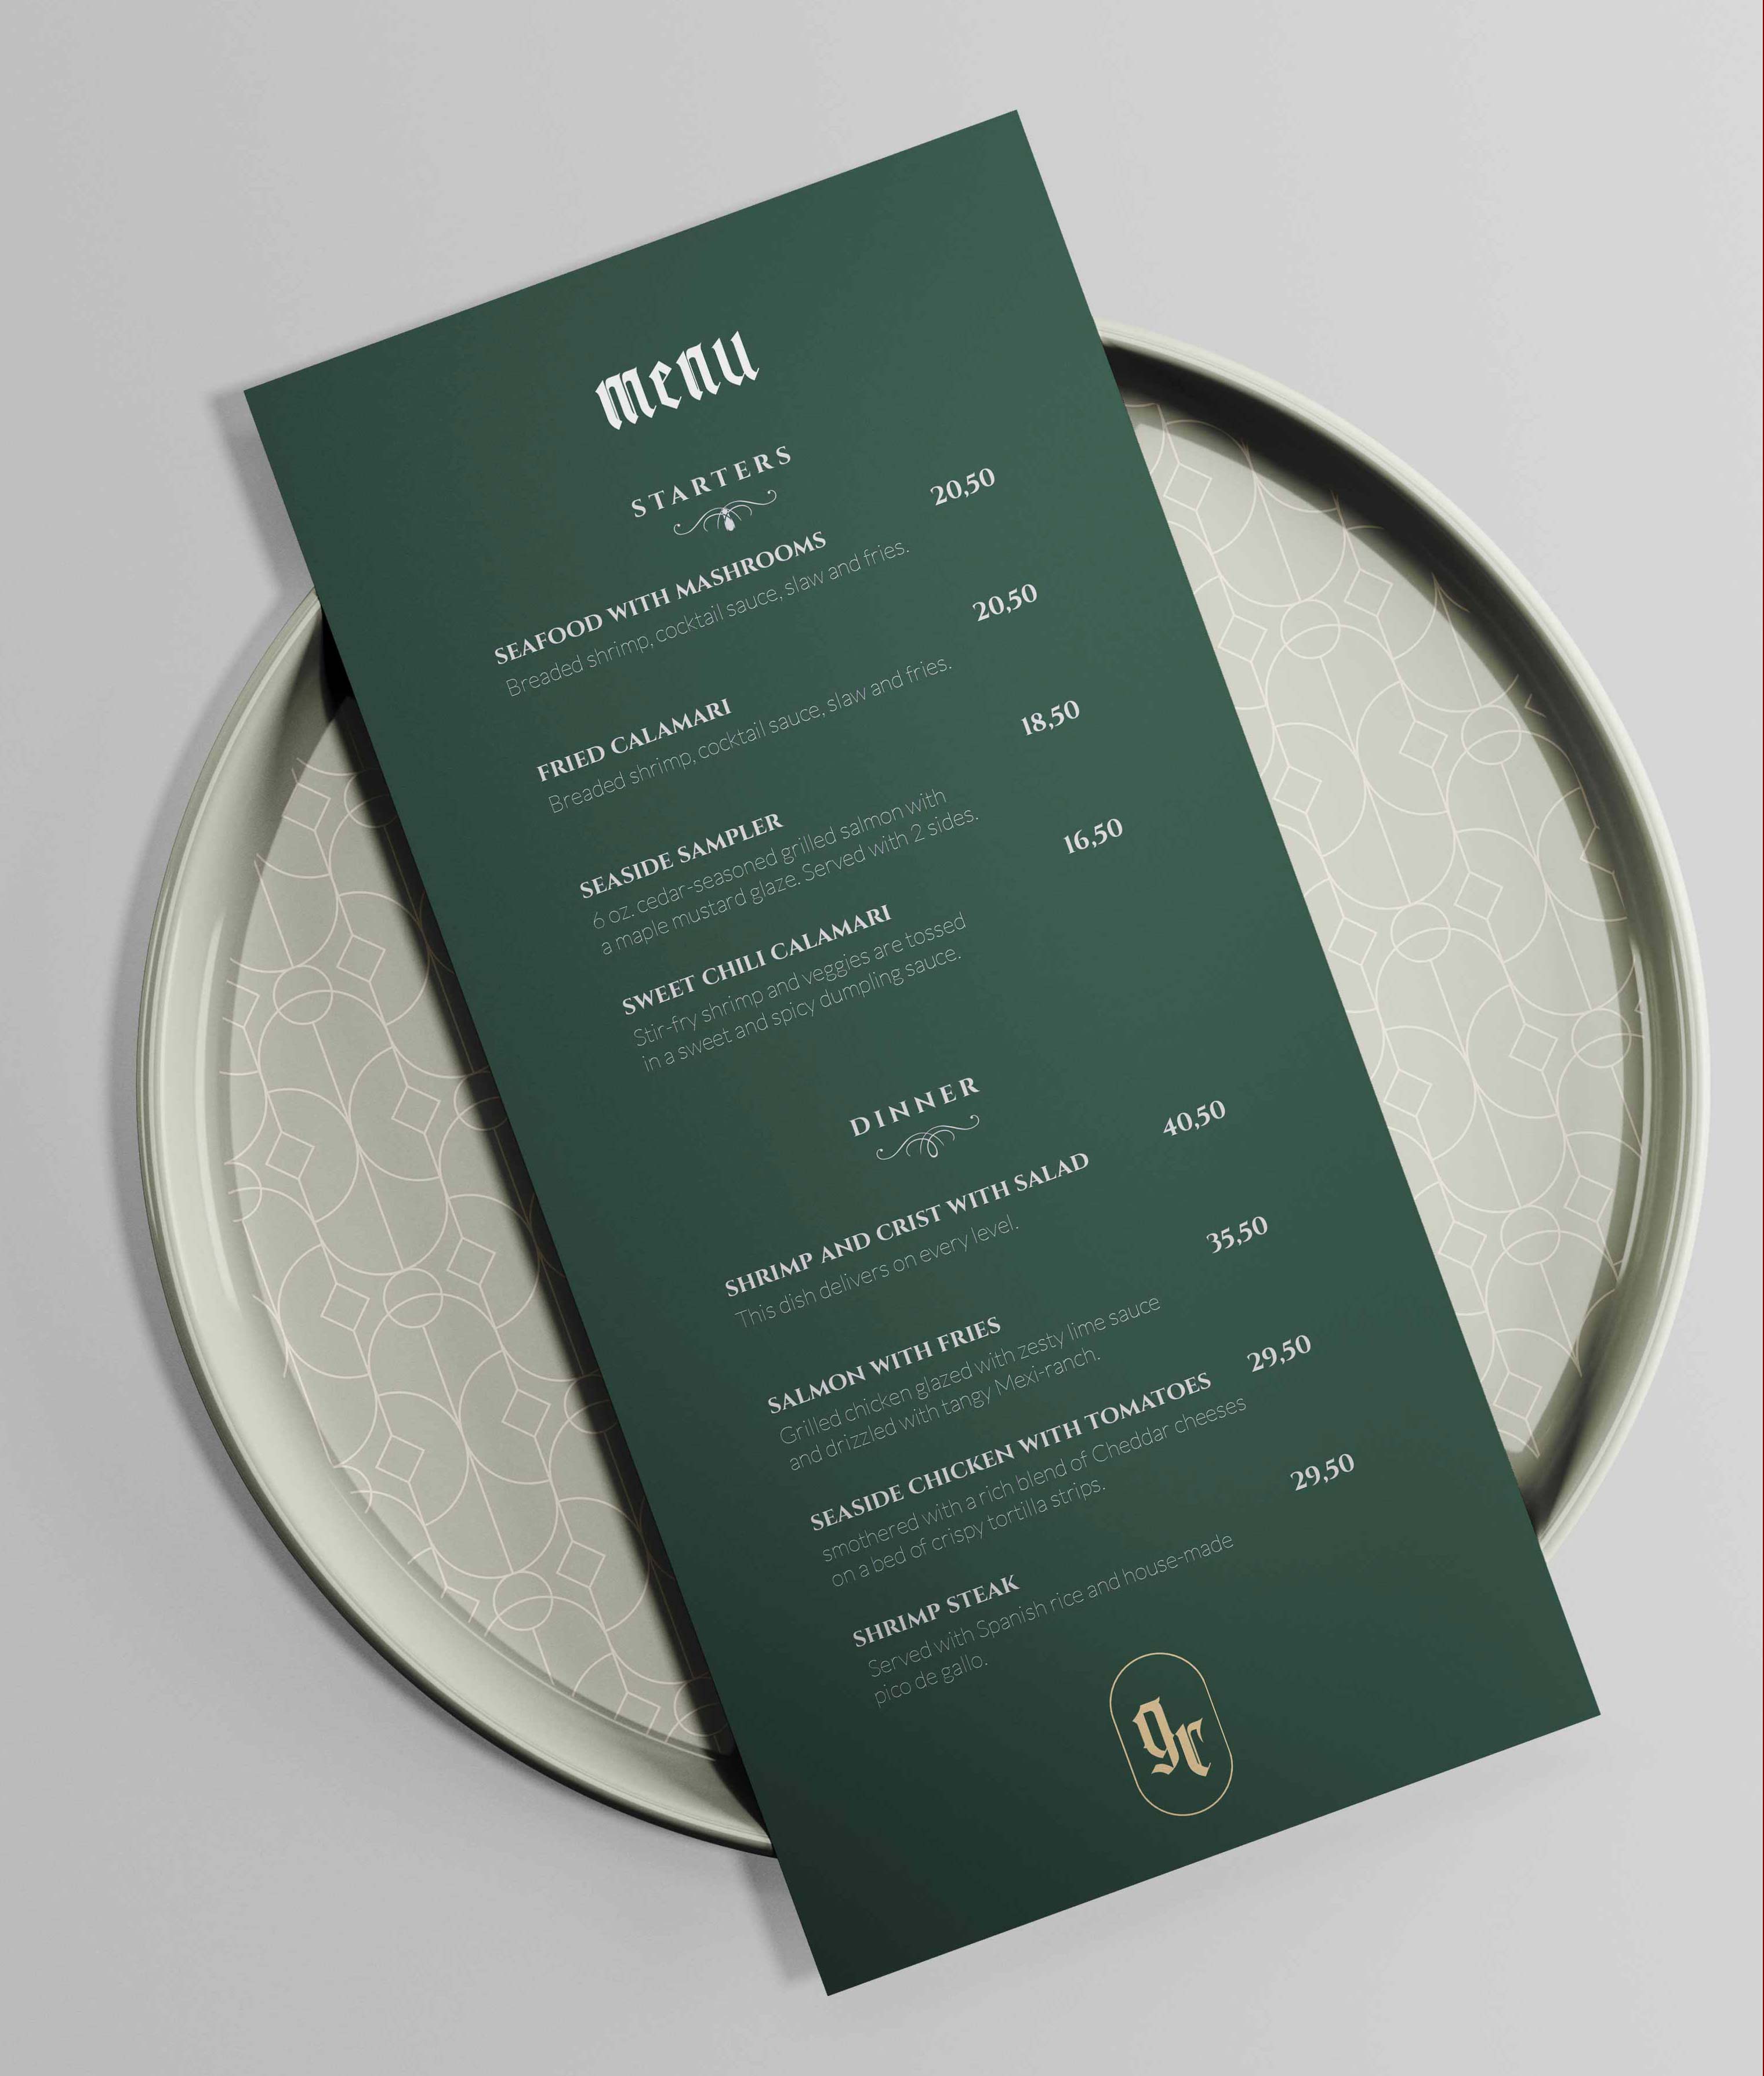 menu
STARTERS
SEAFOOD WITH MASHROOMS 20,50
Breaded shrimp, cocktail sauce, slaw and fries.
FRIED CALAMARI 20,50
Breaded shrimp, cocktail sauce, slaw and fries.
SEASIDE SAMPLER 18,50
6 oz. cedar-seasoned grilled salmon with
a maple mustard glaze. Served with 2 sides.
SWEET CHILI CALAMARI 16,50
Stir-fry shrimp and veggies are tossed
in a sweet and spicy dumpling sauce.
DINNER
SHRIMP AND CRIST WITH SALAD 40,50
This dish delivers on every level.
SALMON WITH FRIES 35,50
Grilled chicken glazed with zesty lime sauce
and drizzled with tangy Mexi-ranch.
SEASIDE CHICKEN WITH TOMATOES 29,50
smothered with a rich blend of Cheddar cheeses
on a bed of crispy tortilla strips.
SHRIMP STEAK 29,50
Served with Spanish rice and house-made
pico de gallo.
gr